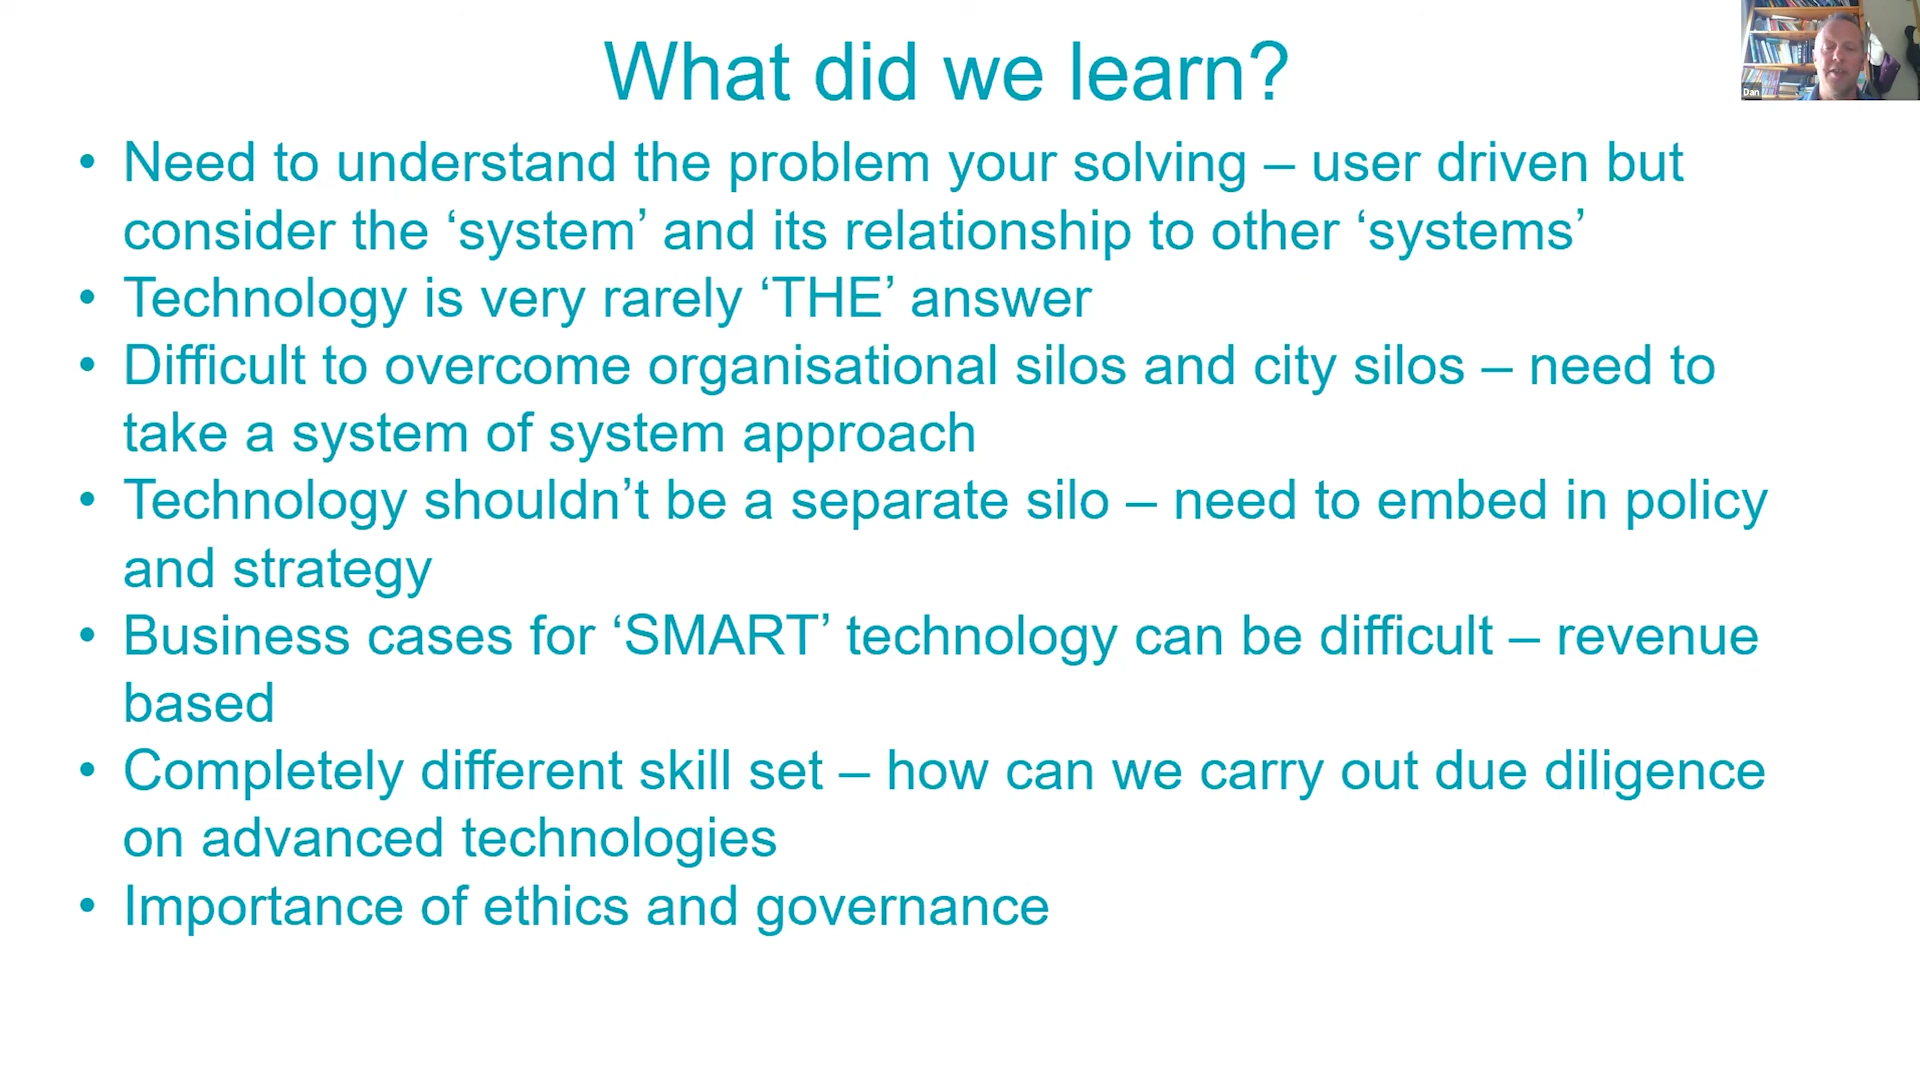 What did we learn?
Dan
• Need to understand the problem your solving – user driven but
consider the ‘system’ and its relationship to other ‘systems’
• Technology is very rarely ‘THE’ answer
• Difficult to overcome organisational silos and city silos – need to
take a system of system approach
• Technology shouldn’t be a separate silo – need to embed in policy
and strategy
• Business cases for ‘SMART’ technology can be difficult – revenue
based
• Completely different skill set – how can we carry out due diligence
on advanced technologies
• Importance of ethics and governance